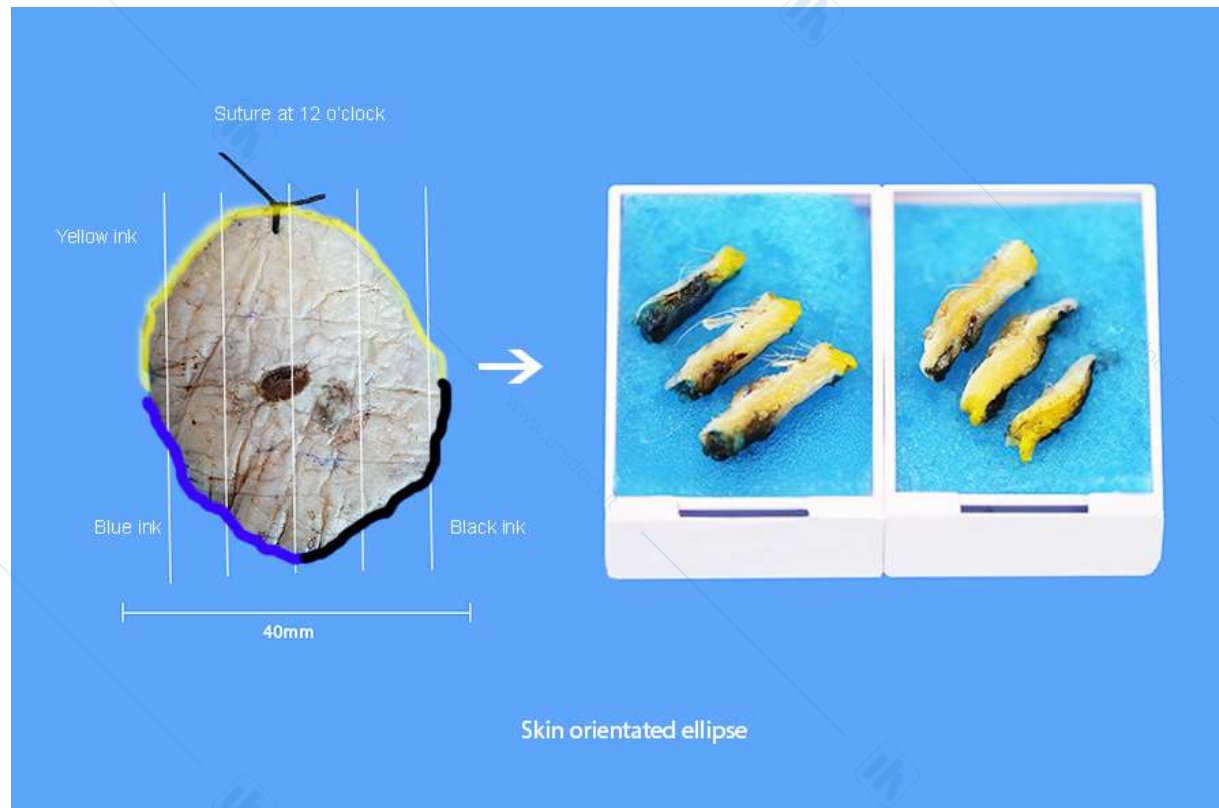 Suture at 12 o'clock
Yellow ink
Blue ink
Black ink
40mm
Skin orientated ellipse